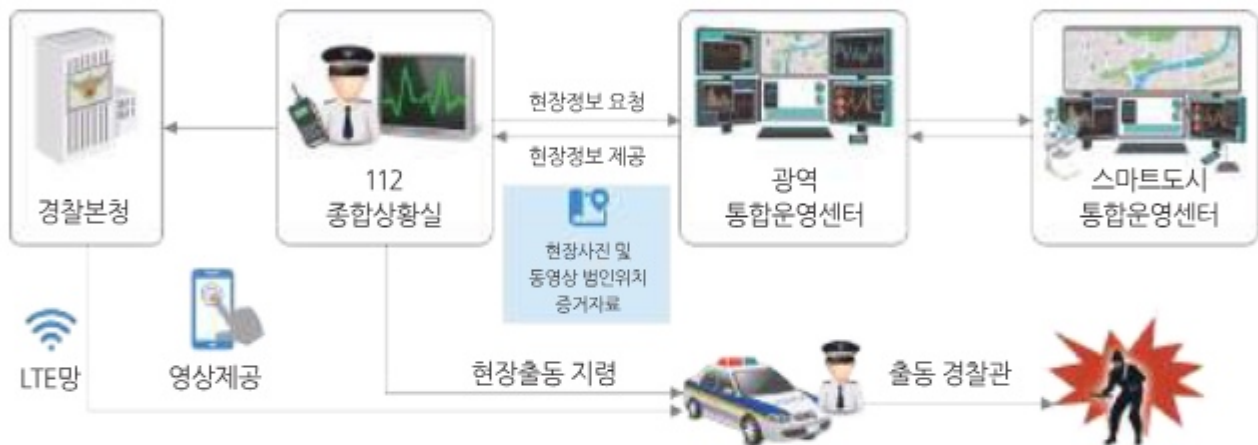 현장정보 요청
현장정보 제공
경찰본청
112
종합상황실
현장사진 및
동영상 범인위치
증거자료
광역
통합운영센터
스마트도시
통합운영센터
LTE망
영상제공
현장출동 지령
출동 경찰관